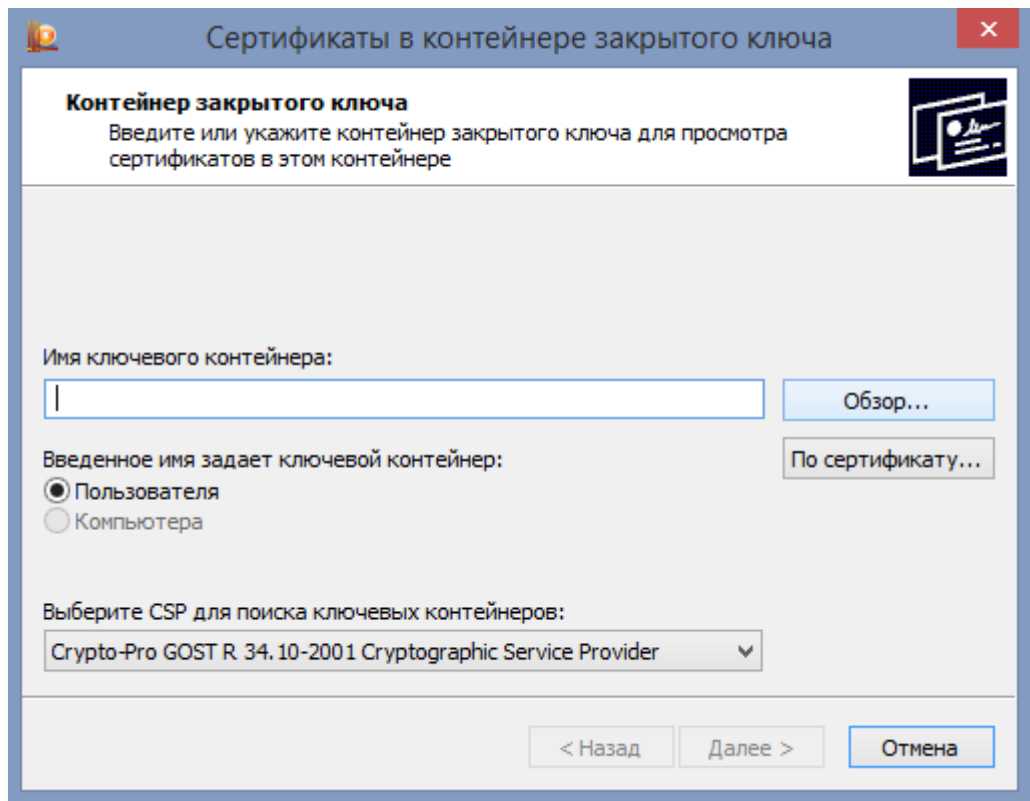 Сертификаты в контейнере закрытого ключа
Контейнер закрытого ключа
Введите или укажите контейнер закрытого ключа для просмотра
сертификатов в этом контейнере
Имя ключевого контейнера:
Обзор...
Введенное имя задает ключевой контейнер:
По сертификату...
Пользователя
Компьютера
Выберите CSP для поиска ключевых контейнеров:
Crypto-Pro GOST R 34.10-2001 Cryptographic Service Provider
< Назад
Далее >
Отмена